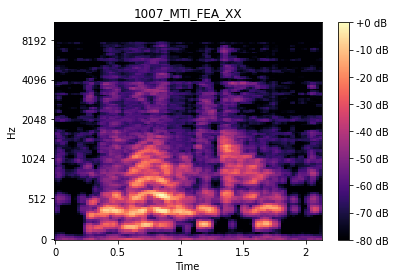 1007_MTI_FEA_XX
+0 dB
8192
-10 dB
4096
-20 dB
-30 dB
2048
Hz
-40 dB
1024
-50 dB
512
-60 dB
-70 dB
0
-80 dB
0
0.5
1
1.5
2
Time